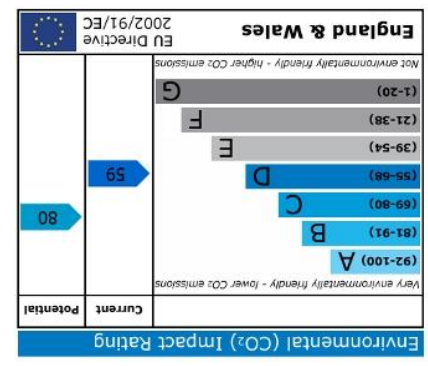 Environmental (CO₂) Impact Rating
Current Potential
Very environmentally friendly - lower CO2 emissions
(92-100) A
(81-91) B
(69-80) C
(55-68) D
(39-54) E
(21-38) F
(1-20) G
59
80
Not environmentally friendly - higher CO2 emissions
England & Wales
EU Directive
2002/91/EC